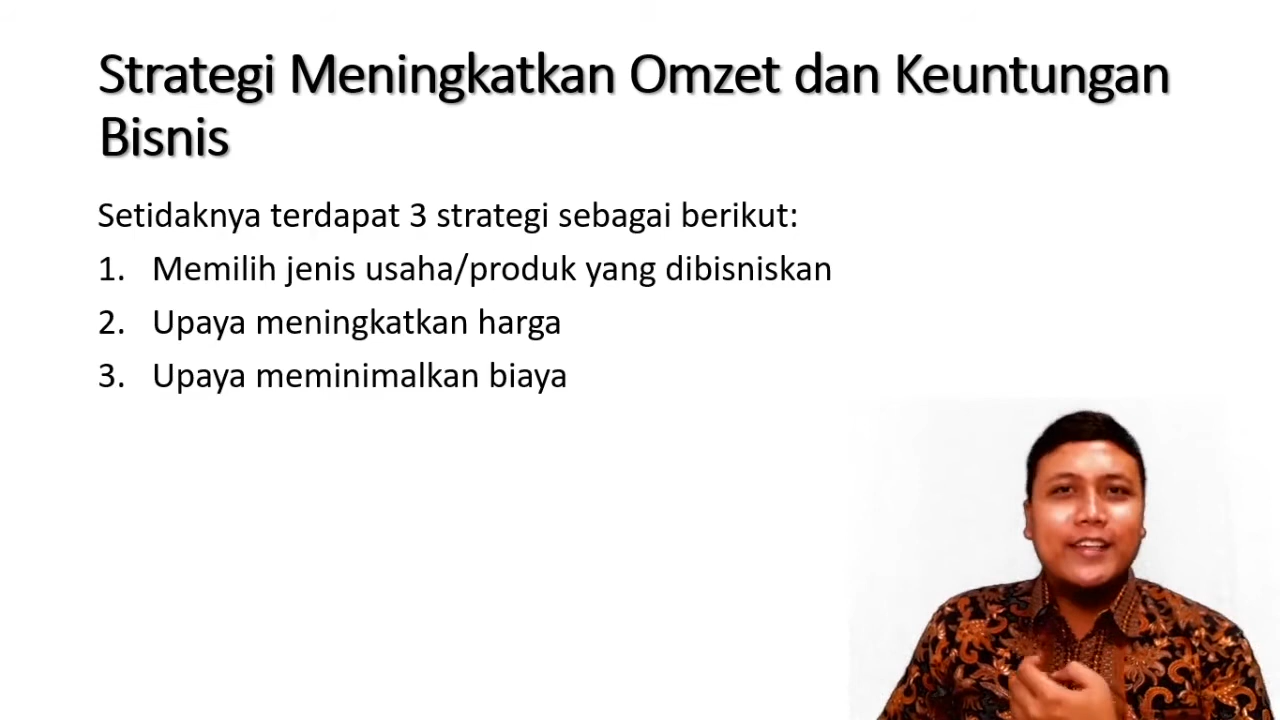 Strategi Meningkatkan Omzet dan Keuntungan
Bisnis
Setidaknya terdapat 3 strategi sebagai berikut:
1. Memilih jenis usaha/produk yang dibisniskan
2. Upaya meningkatkan harga
3. Upaya meminimalkan biaya